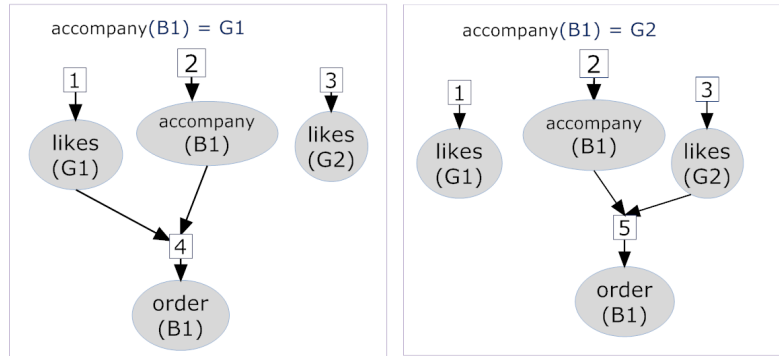 accompany(B1) = G1
1
2
3
likes
(G1)
accompany
(B1)
likes
(G2)
4
order
(B1)
accompany(B1) = G2
1
2
3
likes
(G1)
accompany
(B1)
likes
(G2)
5
order
(B1)